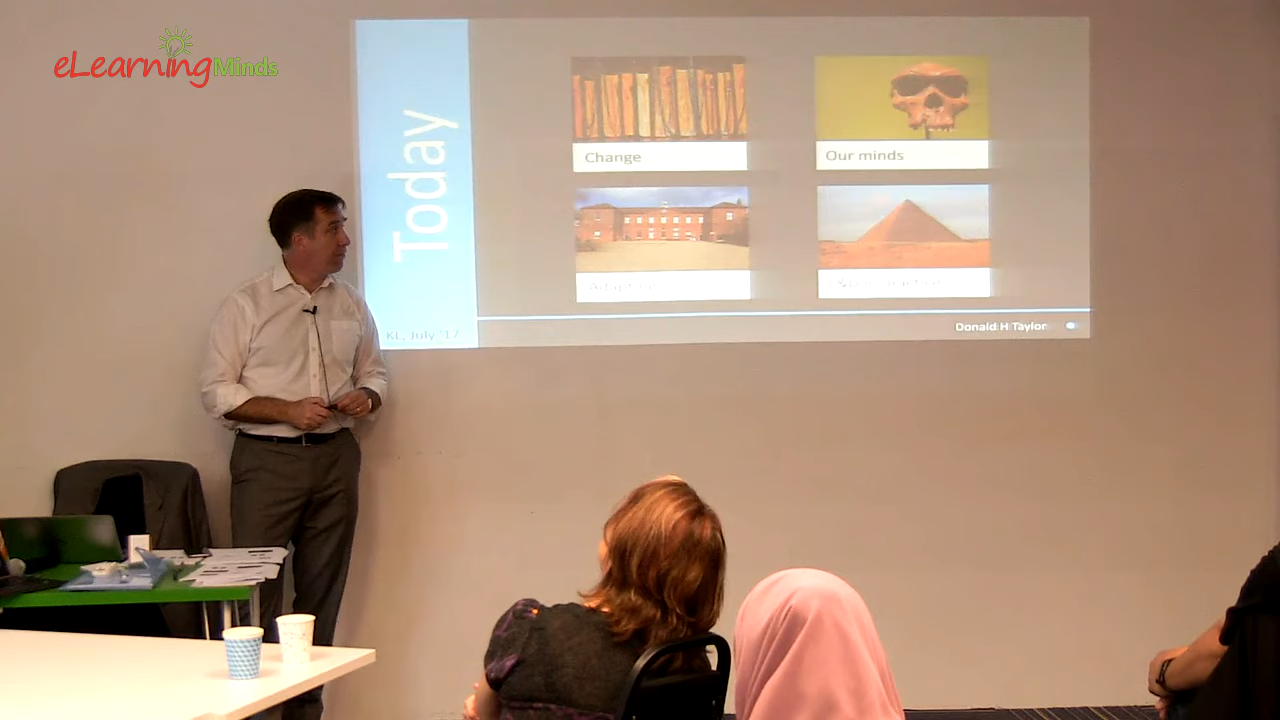 eLearningMinds
Today
Change
Our minds
KL, July '17
Donald H Taylor